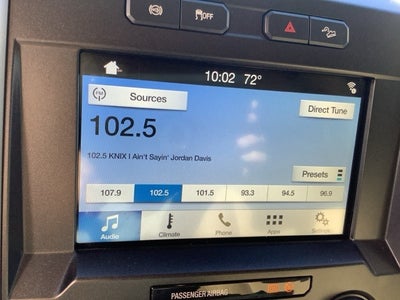 OFF
10:02 72°
FM Sources
Direct Tune
102.5
102.5 KNIX I Ain't Sayin' Jordan Davis
Presets
107.9 102.5 101.5 93.3 94.5 96.9
Audio Climate Phone Apps Settings
PASSENGER AIRBAG